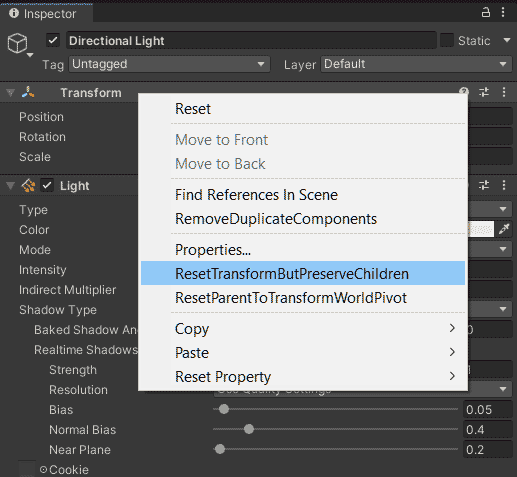 Inspector
Directional Light
Static
Tag Untagged Layer Default
Transform
Position
Rotation
Scale
Light
Type
Color
Mode
Intensity
Indirect Multiplier
Shadow Type
Baked Shadow An
Realtime Shadows
Strength
Resolution
Bias 0.05
Normal Bias 0.4
Near Plane 0.2
Cookie
Reset
Move to Front
Move to Back
Find References In Scene
RemoveDuplicateComponents
Properties...
ResetTransformButPreserveChildren
ResetParentToTransformWorldPivot
Copy
Paste
Reset Property